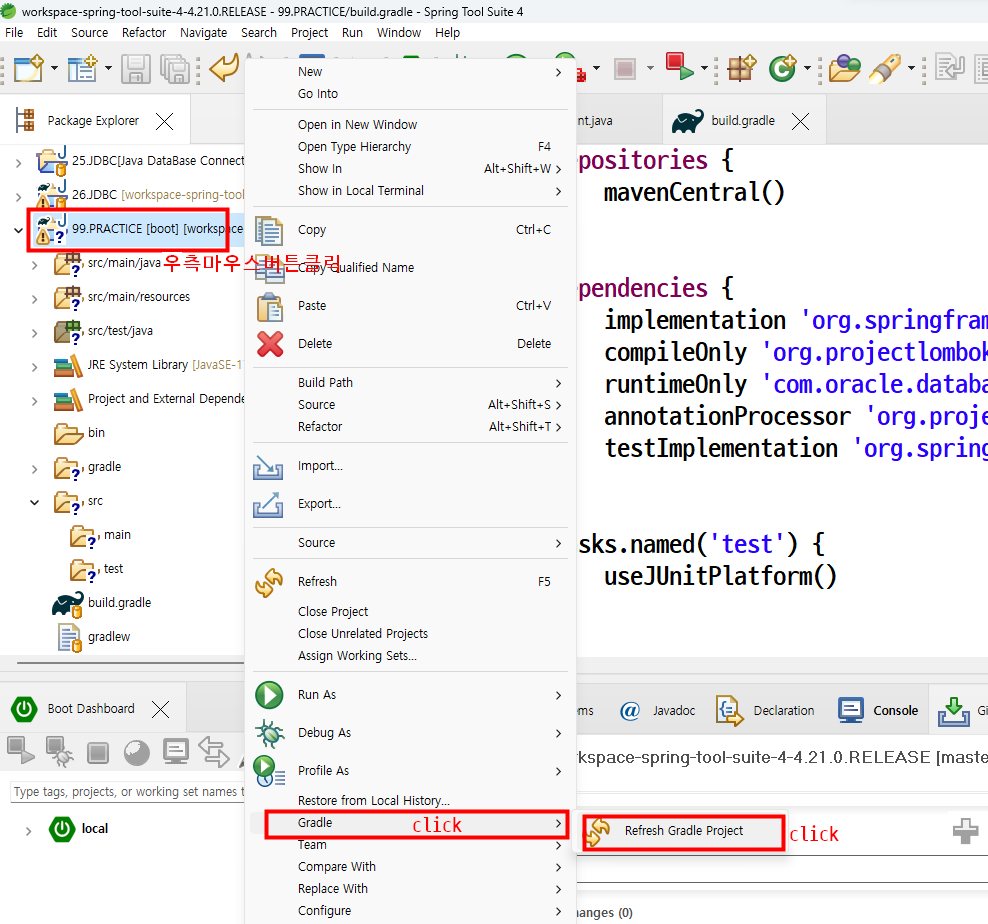 workspace-spring-tool-suite-4-4.21.0.RELEASE - 99.PRACTICE/build.gradle - Spring Tool Suite 4
File Edit Source Refactor Navigate Search Project Run Window Help
Package Explorer
nt.java
build.gradle
25.JDBC[Java DataBase Connect
26.JDBC [workspace-spring-tool
99.PRACTICE [boot] [workspace
우측마우스버튼클릭
src/main/java
src/main/resources
src/test/java
JRE System Library [JavaSE-1
Project and External Depende
bin
gradle
src
main
test
build.gradle
gradlew
New
Go Into
Open in New Window
Open Type Hierarchy F4
Show In Alt+Shift+W
Show in Local Terminal
Copy Ctrl+C
Copy Qualified Name
Paste Ctrl+V
Delete Delete
Build Path
Source Alt+Shift+S
Refactor Alt+Shift+T
Import...
Export...
Source
Refresh F5
Close Project
Close Unrelated Projects
Assign Working Sets...
Run As
Debug As
Profile As
Restore from Local History...
Gradle click
Team
Compare With
Replace With
Configure
Refresh Gradle Project click
positories {
mavenCentral()
pendencies {
implementation 'org.springfram
compileOnly 'org.projectlombok
runtimeOnly 'com.oracle.databa
annotationProcessor 'org.proje
testImplementation 'org.spring
sks.named('test') {
useJUnitPlatform()
Boot Dashboard
Type tags, projects, or working set names t
local
ms
@ Javadoc
Declaration
Console
Gi
kspace-spring-tool-suite-4-4.21.0.RELEASE [maste
anges (0)